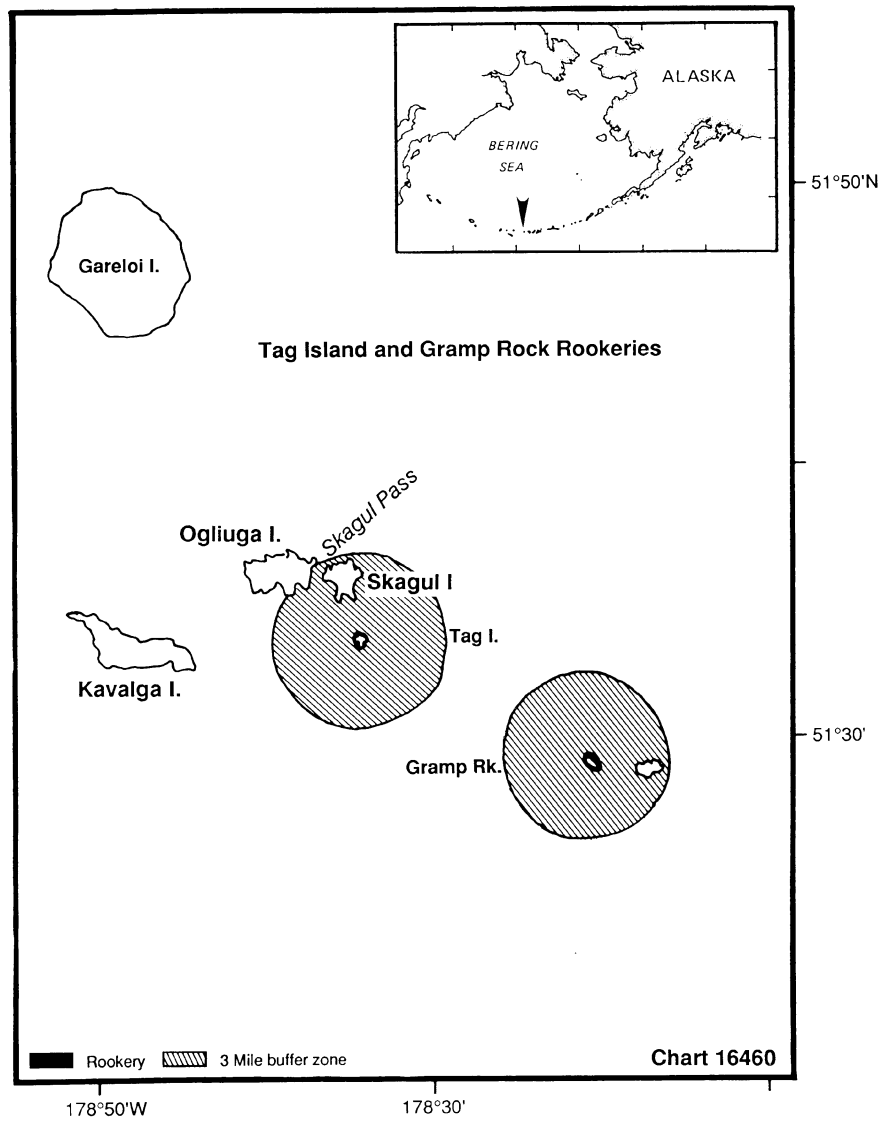 ALASKA
BERING
SEA
51°50'N
Gareloi I.
Tag Island and Gramp Rock Rookeries
Skagul Pass
Ogliuga I.
Skagul I
Tag I.
Kavalga I.
51°30'
Gramp Rk.
Rookery
3 Mile buffer zone
Chart 16460
178°50'W
178°30'